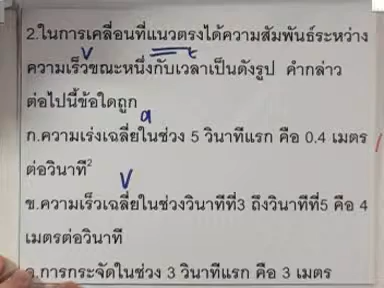 2.ในการเคลื่อนที่แนวตรงได้ความสัมพันธ์ระหว่าง
v t
ความเร็วขณะหนึ่งกับเวลาเป็นดังรูป คำกล่าว
ต่อไปนี้ข้อใดถูก
a
ก.ความเร่งเฉลี่ยในช่วง 5 วินาทีแรก คือ 0.4 เมตร
ต่อวินาที²
V
ข.ความเร็วเฉลี่ยในช่วงวินาทีที่3 ถึงวินาทีที่5 คือ 4
เมตรต่อวินาที
การกระจัดในช่วง 3 วินาทีแรก คือ 3 เมตร